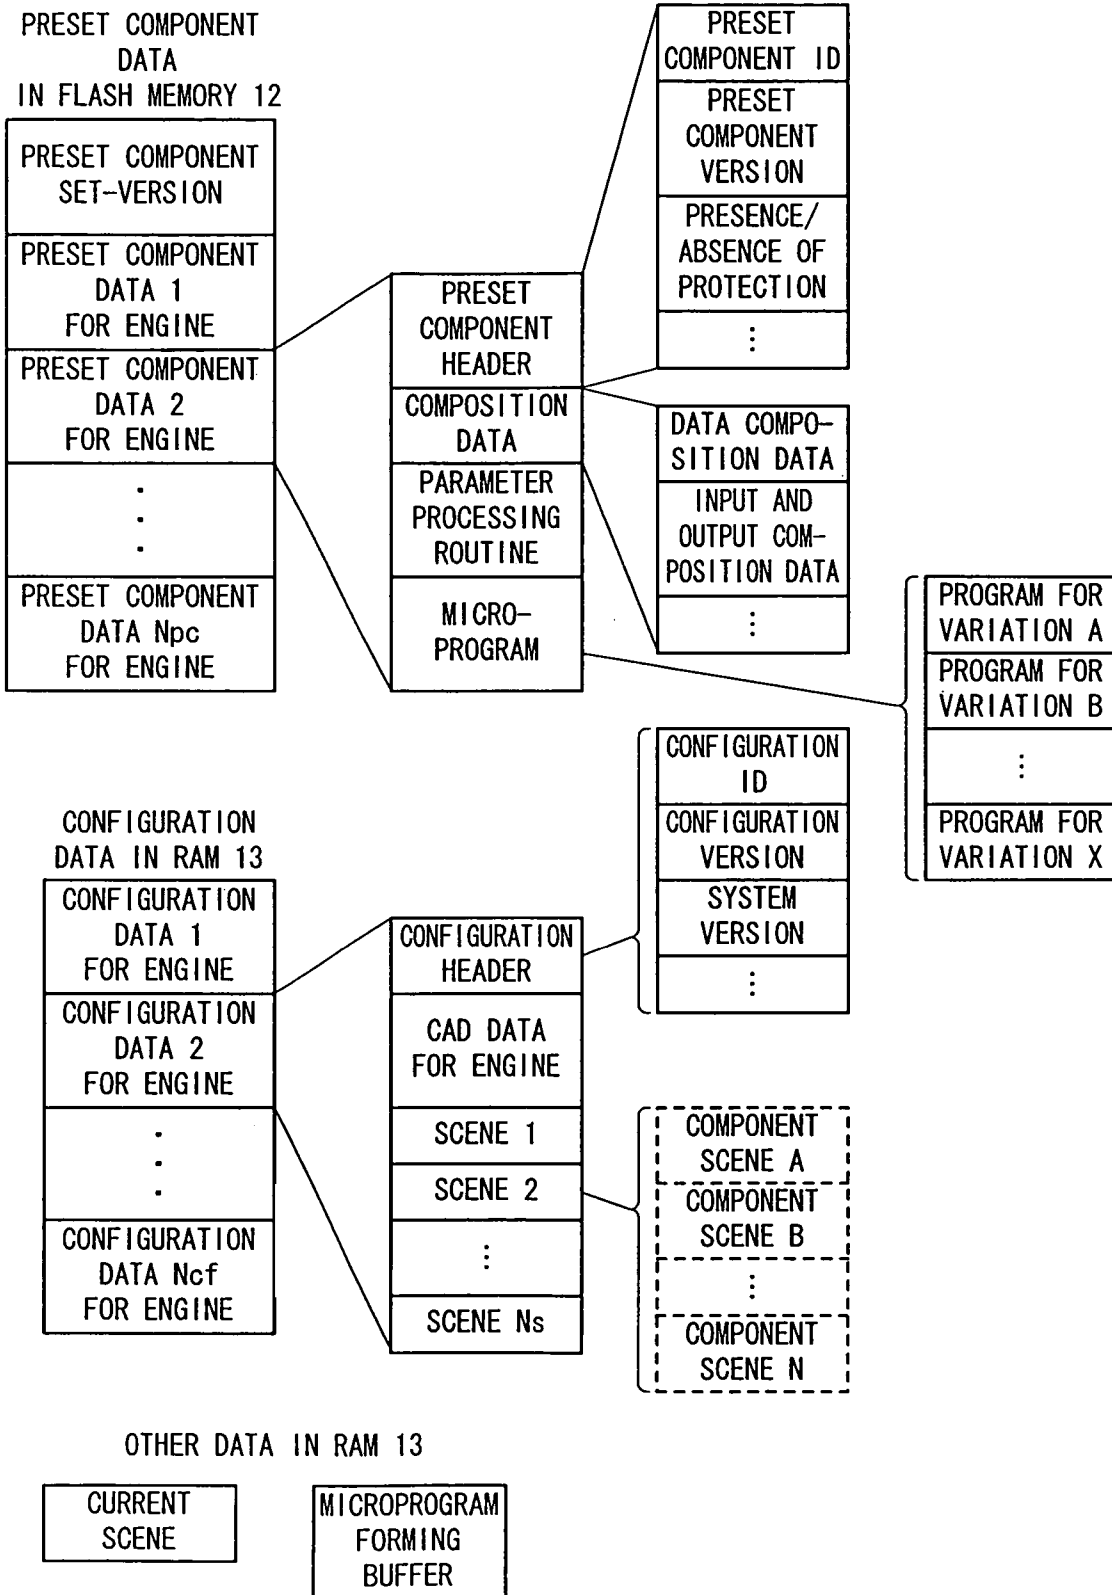 PRESET COMPONENT
DATA
IN FLASH MEMORY 12
PRESET COMPONENT
SET-VERSION
PRESET COMPONENT
DATA 1
FOR ENGINE
PRESET COMPONENT
DATA 2
FOR ENGINE
PRESET COMPONENT
DATA Npc
FOR ENGINE
PRESET
COMPONENT
HEADER
COMPOSITION
DATA
PARAMETER
PROCESSING
ROUTINE
MICRO-
PROGRAM
PRESET
COMPONENT ID
PRESET
COMPONENT
VERSION
PRESENCE/
ABSENCE OF
PROTECTION
DATA COMPO-
SITION DATA
INPUT AND
OUTPUT COM-
POSITION DATA
PROGRAM FOR
VARIATION A
PROGRAM FOR
VARIATION B
PROGRAM FOR
VARIATION X
CONFIGURATION
DATA IN RAM 13
CONFIGURATION
DATA 1
FOR ENGINE
CONFIGURATION
DATA 2
FOR ENGINE
CONFIGURATION
DATA Ncf
FOR ENGINE
CONFIGURATION
HEADER
CAD DATA
FOR ENGINE
SCENE 1
SCENE 2
SCENE Ns
CONFIGURATION
ID
CONFIGURATION
VERSION
SYSTEM
VERSION
COMPONENT
SCENE A
COMPONENT
SCENE B
COMPONENT
SCENE N
OTHER DATA IN RAM 13
CURRENT
SCENE
MICROPROGRAM
FORMING
BUFFER